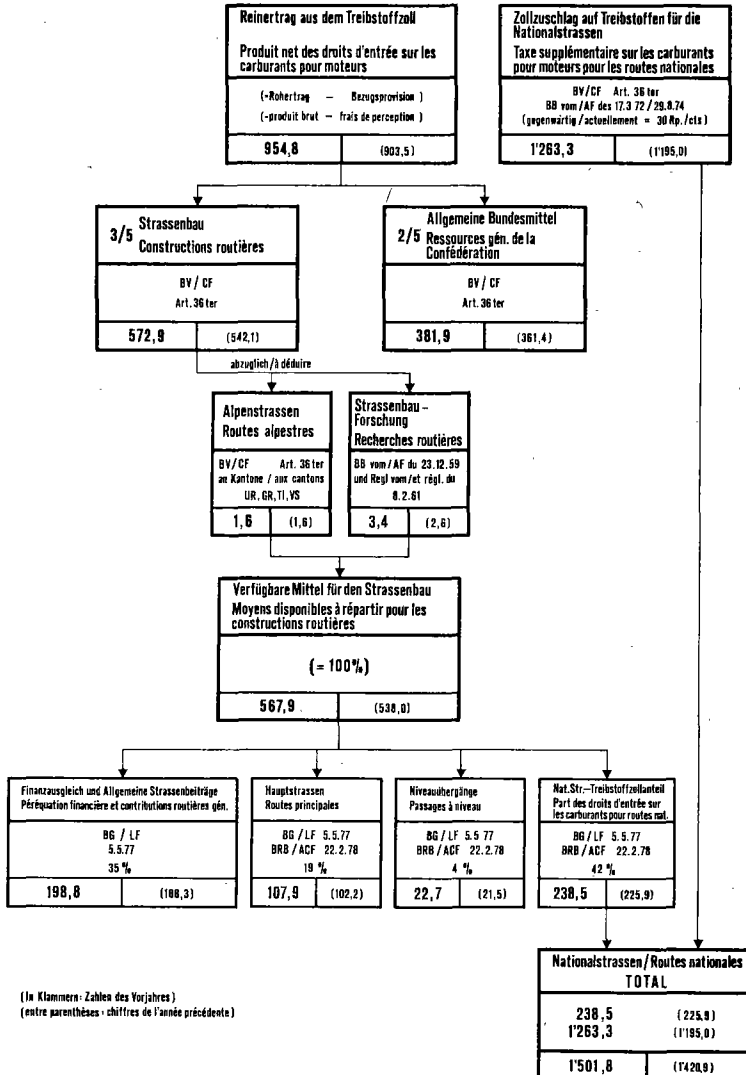 Reinertrag aus dem Treibstoffzoll
Produit net des droits d'entrée sur les
carburants pour moteurs
(-Rohertrag – Bezugsprovision )
(-produit brut – frais de perception )
954,8 (903,5)
Zollzuschlag auf Treibstoffen für die
Nationalstrassen
Taxe supplémentaire sur les carburants
pour moteurs pour les routes nationales
BV/CF Art. 36 ter
BB vom/AF des 17.3 72 / 29.8.74
(gegenwärtig / actuellement = 30 Rp./cts)
1'263,3 (1'195,0)
3/5 Strassenbau
Constructions routières
BV / CF
Art. 36 ter
572,9 (542,1)
Allgemeine Bundesmittel
2/5 Ressources gén. de la
Confédération
BV / CF
Art. 36 ter
381,9 (361,4)
abzüglich/à déduire
Alpenstrassen
Routes alpestres
BV/CF Art. 36 ter
an Kantone / aux cantons
UR, GR, TI, VS
1,6 (1,6)
Strassenbau –
Forschung
Recherches routières
BB vom/AF du 23.12.59
und Regl vom/et régl. du
8.2.61
3,4 (2,6)
Verfügbare Mittel für den Strassenbau
Moyens disponibles à répartir pour les
constructions routières
(= 100%)
567,9 (538,0)
Finanzausgleich und Allgemeine Strassenbeiträge
Péréquation financière et contributions routières gén.
BG / LF
5.5.77
35 %
198,8 (188,3)
Hauptstrassen
Routes principales
BG / LF 5.5.77
BRB / ACF 22.2.78
19 %
107,9 (102,2)
Niveauübergänge
Passages à niveau
BG / LF 5.5 77
BRB / ACF 22.2.78
4 %
22,7 (21,5)
Nat.Str.–Treibstoffzollanteil
Part des droits d'entrée sur
les carburants pour routes nat.
BG / LF 5.5.77
BRB / ACF 22.2.78
42 %
238,5 (225,9)
Nationalstrassen / Routes nationales
TOTAL
238,5 (225,9)
1'263,3 (1'195,0)
1'501,8 (1'420,9)
(In Klammern: Zahlen des Vorjahres)
(entre parenthèses : chiffres de l'année précédente)